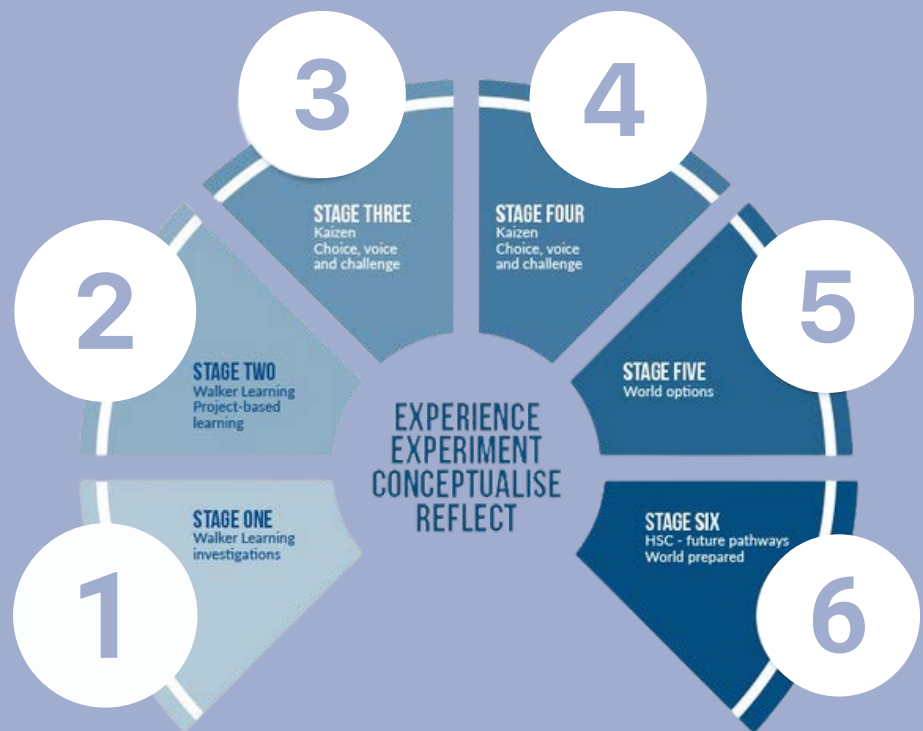 1
STAGE ONE
Walker Learning
investigations
2
STAGE TWO
Walker Learning
Project-based
learning
3
STAGE THREE
Kaizen
Choice, voice
and challenge
4
STAGE FOUR
Kaizen
Choice, voice
and challenge
5
STAGE FIVE
World options
6
STAGE SIX
HSC - future pathways
World prepared
EXPERIENCE
EXPERIMENT
CONCEPTUALISE
REFLECT